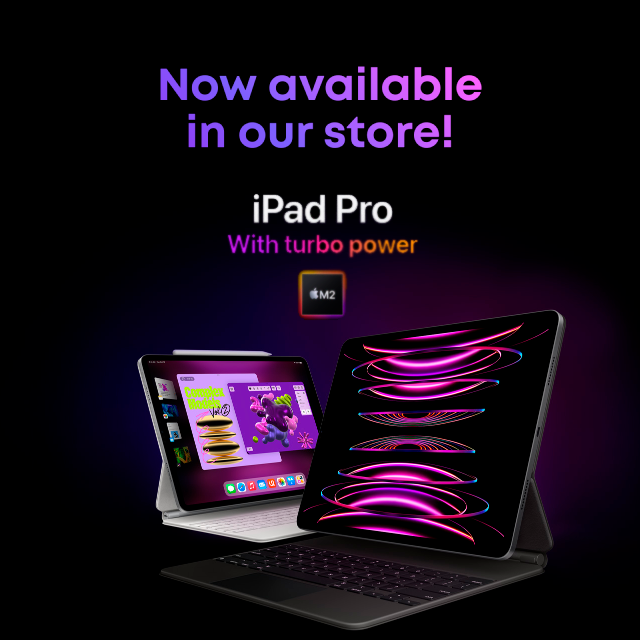 Now available
in our store!
iPad Pro
With turbo power
M2